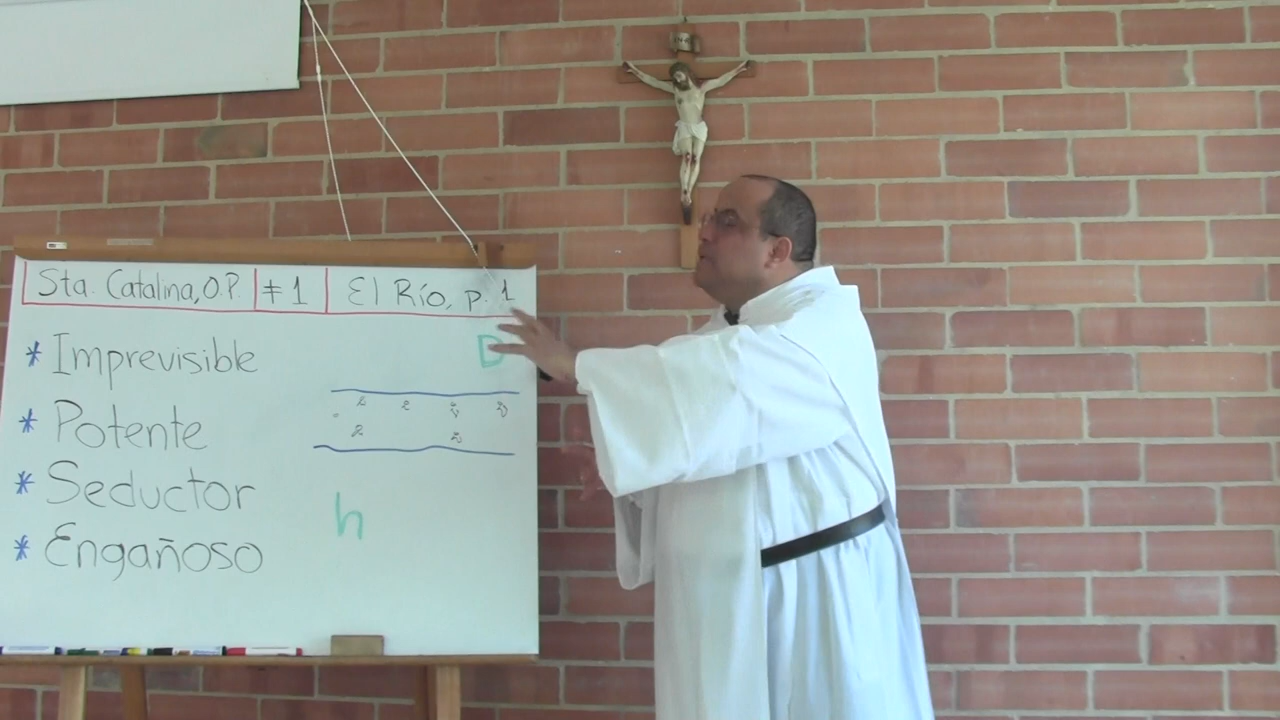 Sta. Catalina, O.P. #1 El Río, p. 1
* Imprevisible
D
* Potente
* Seductor
h
* Engañoso